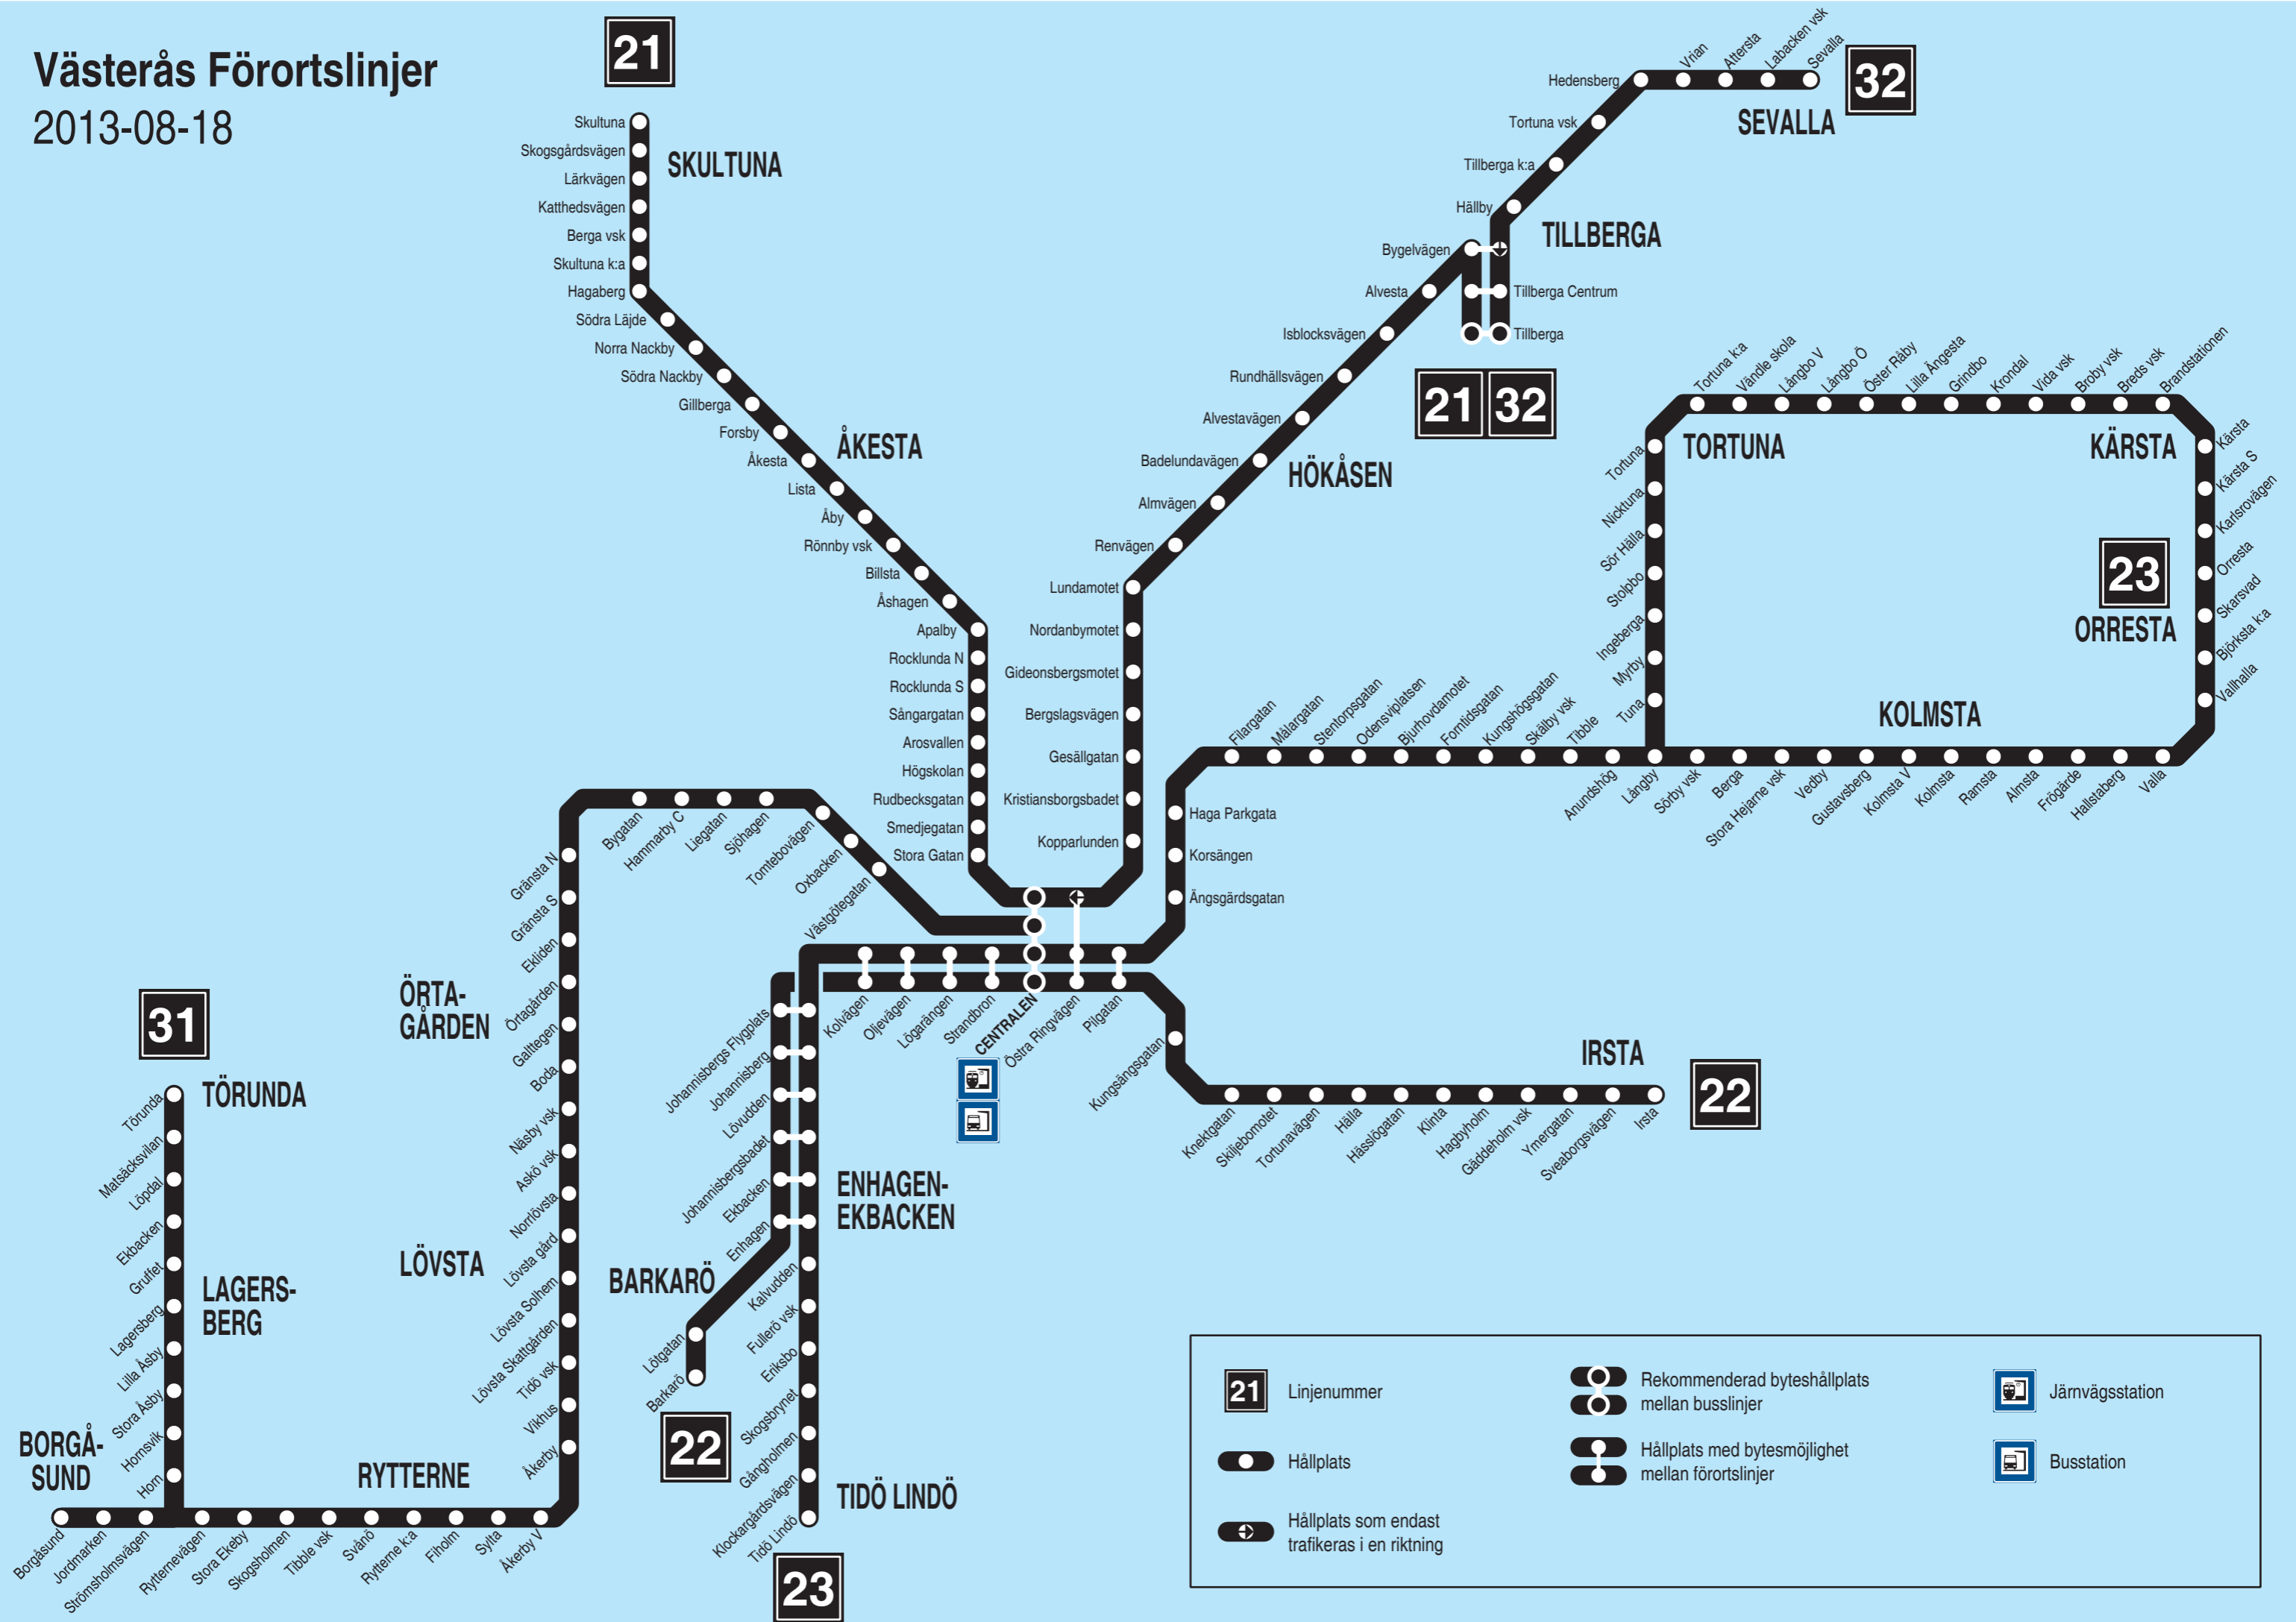 Västerås Förortslinjer
2013-08-18
21
Skultuna
Skogsgårdsvägen
Lärkvägen
Katthedsvägen
Berga vsk
Skultuna k:a
Hagaberg
Södra Läjde
Norra Nackby
Södra Nackby
Gillberga
Forsby
Åkesta
Lista
Åby
Rönnby vsk
Billsta
Åshagen
Apalby
Rocklunda N
Rocklunda S
Sångargatan
Arosvallen
Högskolan
Rudbecksgatan
Smedjegatan
Stora Gatan
SKULTUNA
ÅKESTA
32
SEVALLA
Sevalla
Labacken vsk
Attersta
Vrian
Hedensberg
Tortuna vsk
Tillberga k:a
Hällby
TILLBERGA
Bygelvägen
Tillberga Centrum
Tillberga
21
32
Alvesta
Isblocksvägen
Rundhällsvägen
Alvestavägen
Badelundavägen
Almvägen
Renvägen
HÖKÅSEN
Lundamotet
Nordanbymotet
Gideonsbergsmotet
Bergslagsvägen
Gesällgatan
Kristiansborgsbadet
Kopparlunden
Tortuna k:a
Vändle skola
Långbo V
Långbo Ö
Öster Råby
Lilla Ängesta
Grindbo
Krondal
Vida vsk
Broby vsk
Breds vsk
Brandstationen
TORTUNA
KÄRSTA
Kärsta
Kärsta S
Karlsrovägen
Orresta
Skarsvad
Björksta k:a
Vallhalla
23
ORRESTA
Tortuna
Nicktuna
Sör Hälla
Stolpbo
Ingeberga
Myrby
Tuna
KOLMSTA
Filargatan
Målargatan
Stentorpsgatan
Odensviplatsen
Bjurhovdamotet
Forntidsgatan
Kungshögsgatan
Skälby vsk
Tibble
Anundshög
Långby
Sörby vsk
Berga
Stora Hejarne vsk
Vedby
Gustavsberg
Kolmsta V
Kolmsta
Ramsta
Almsta
Frögärde
Hallstaberg
Valla
Haga Parkgata
Korsängen
Ängsgärdsgatan
Bygatan
Hammarby C
Liegatan
Sjöhagen
Tomtebovägen
Oxbacken
Västgötegatan
Gränsta N
Gränsta S
Ekliden
Örtagården
Galttegen
Boda
Näsby vsk
Askö vsk
Norrlövsta
Lövsta gård
Lövsta Solhem
Lövsta Skattgården
Tidö vsk
Vikhus
Åkerby
ÖRTA-
GÅRDEN
LÖVSTA
Kolvägen
Oljevägen
Lögarängen
Strandbron
CENTRALEN
Östra Ringvägen
Pilgatan
Kungsängsgatan
Knektgatan
Skiljebomotet
Tortunavägen
Hälla
Hässlögatan
Klinta
Hagbyholm
Gäddeholm vsk
Ymergatan
Sveaborgsvägen
Irsta
IRSTA
22
Johannisbergs Flygplats
Johannisberg
Lövudden
Johannisbergsbadet
Ekbacken
Enhagen
ENHAGEN-
EKBACKEN
BARKARÖ
Lötgatan
Barkarö
22
Kalvudden
Fullerö vsk
Eriksbo
Skogsbrynet
Gångholmen
Klockargårdsvägen
Tidö Lindö
TIDÖ LINDÖ
23
31
TÖRUNDA
Törunda
Matsäcksvilan
Löpdal
Ekbacken
Gruffet
Lagersberg
Lilla Åsby
Stora Åsby
Hornsvik
Horn
LAGERS-
BERG
BORGÅ-
SUND
RYTTERNE
Borgåsund
Jordmarken
Strömsholmsvägen
Ryttternevägen
Stora Ekeby
Skogsholmen
Tibble vsk
Svånö
Rytterne k:a
Fiholm
Sylta
Åkerby V
21
Linjenummer
Hållplats
Hållplats som endast
trafikeras i en riktning
Rekommenderad byteshållplats
mellan busslinjer
Hållplats med bytesmöjlighet
mellan förortslinjer
Järnvägsstation
Busstation